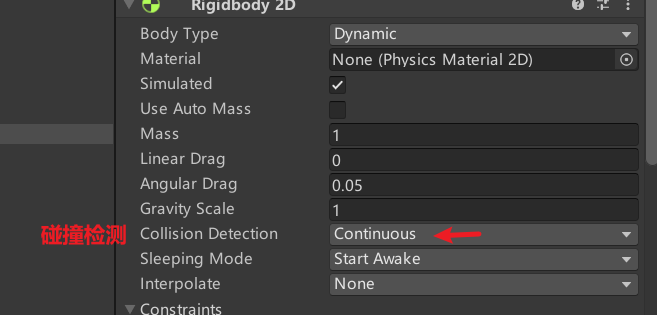 Rigidbody 2D
Body Type Dynamic
Material None (Physics Material 2D)
Simulated
Use Auto Mass
Mass 1
Linear Drag 0
Angular Drag 0.05
Gravity Scale 1
碰撞检测 Collision Detection Continuous
Sleeping Mode Start Awake
Interpolate None
Constraints